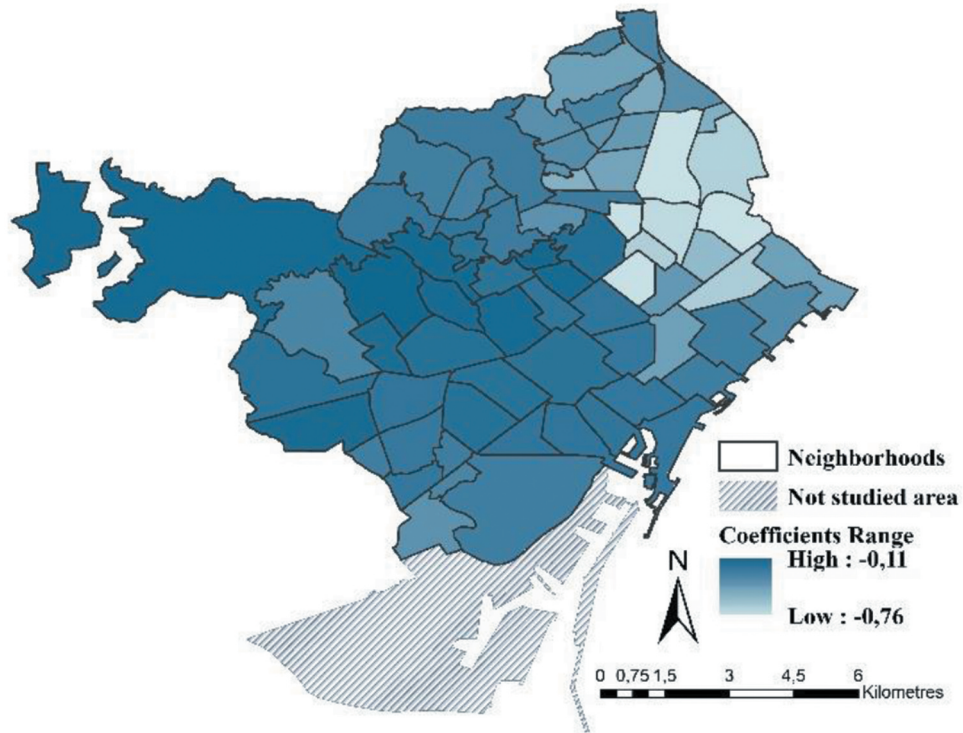 Neighborhoods
Not studied area
Coefficients Range
High : -0,11
Low : -0,76
N
0 0,75 1,5 3 4,5 6
Kilometres